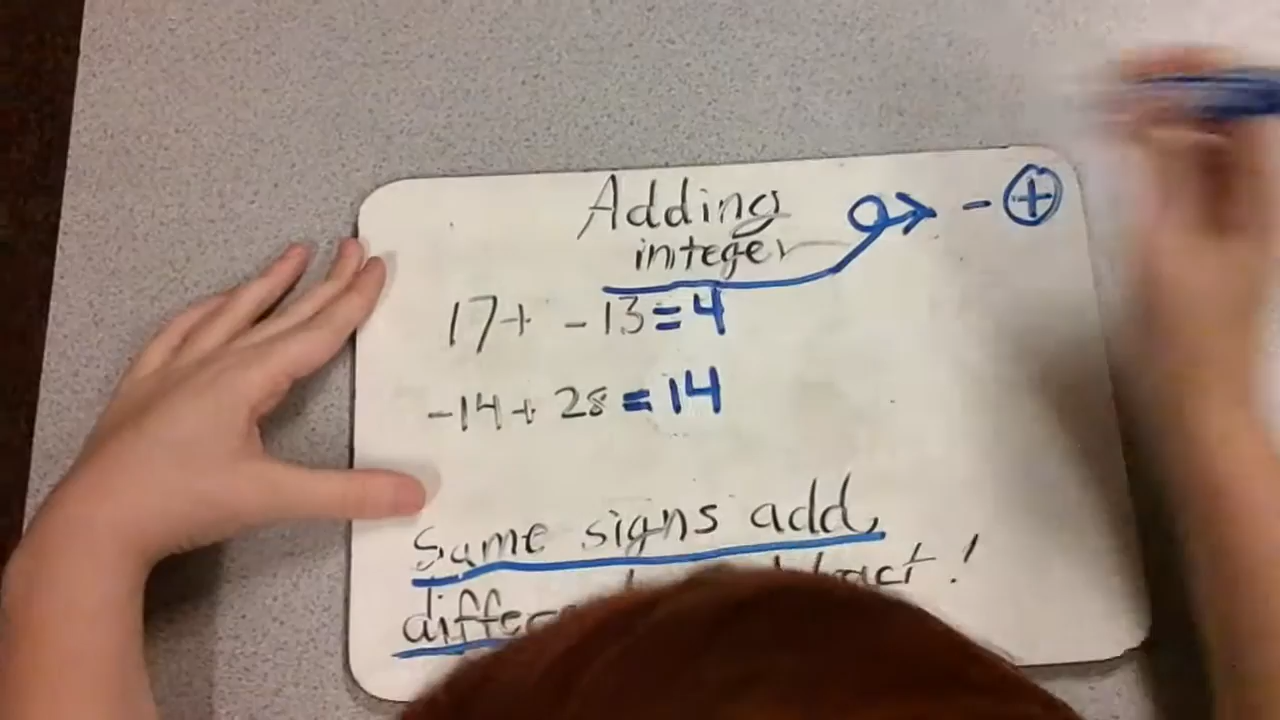 Adding
integer
- +
17 + -13 = 4
-14 + 28 = 14
Same signs add,